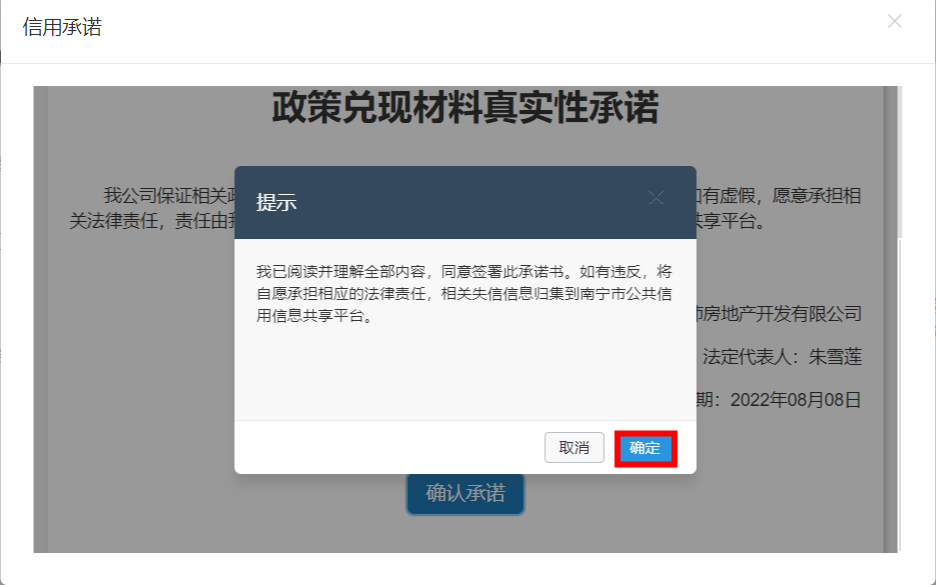 信用承诺
政策兑现材料真实性承诺
我公司保证相关政
有虚假，愿意承担相
关法律责任，责任由
共享平台。
提示
我已阅读并理解全部内容，同意签署此承诺书。如有违反，将
自愿承担相应的法律责任，相关失信信息归集到南宁市公共信
用信息共享平台。
房地产开发有限公司
法定代表人：朱雪莲
期：2022年08月08日
取消
确定
确认承诺